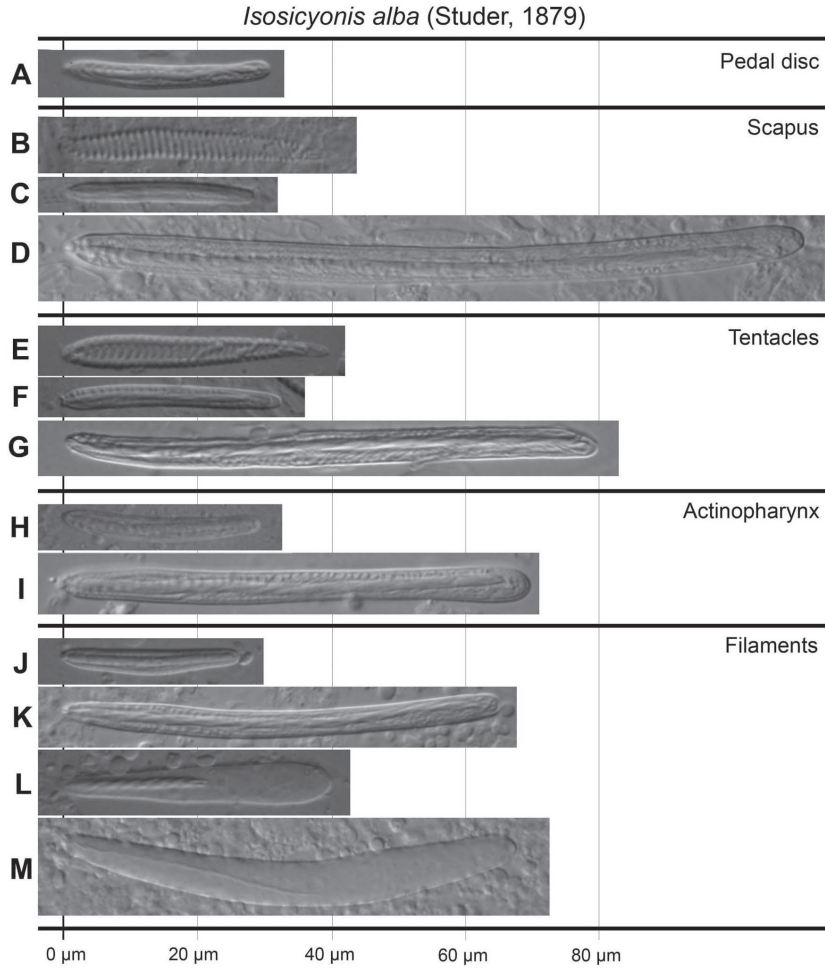 Isosicyonis alba (Studer, 1879)
A
Pedal disc
B
Scapus
C
D
E
Tentacles
F
G
H
Actinopharynx
I
J
Filaments
K
L
M
0 µm 20 µm 40 µm 60 µm 80 µm